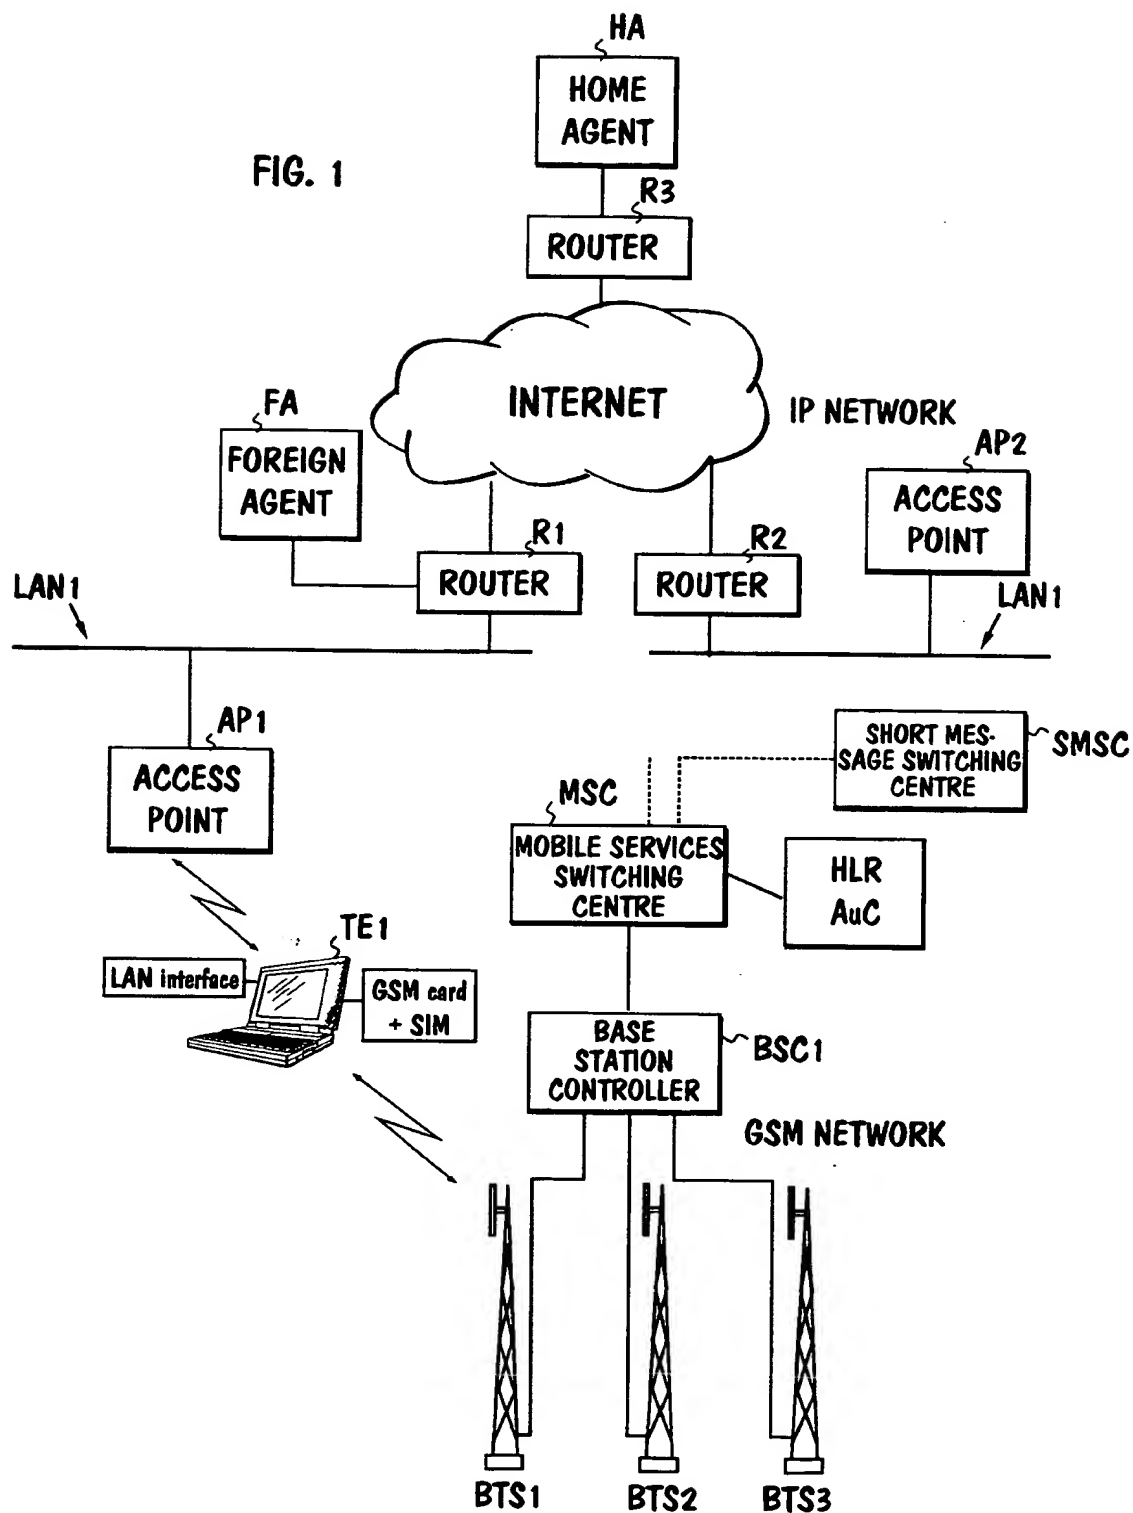 HA
HOME
AGENT
FIG. 1
R3
ROUTER
INTERNET
IP NETWORK
FA
FOREIGN
AGENT
AP2
ACCESS
POINT
R1
ROUTER
R2
ROUTER
LAN1
LAN1
AP1
ACCESS
POINT
SHORT MES-
SAGE SWITCHING
CENTRE
SMSC
MSC
MOBILE SERVICES
SWITCHING
CENTRE
HLR
AuC
TE1
LAN interface
GSM card
+ SIM
BASE
STATION
CONTROLLER
BSC1
GSM NETWORK
BTS1
BTS2
BTS3